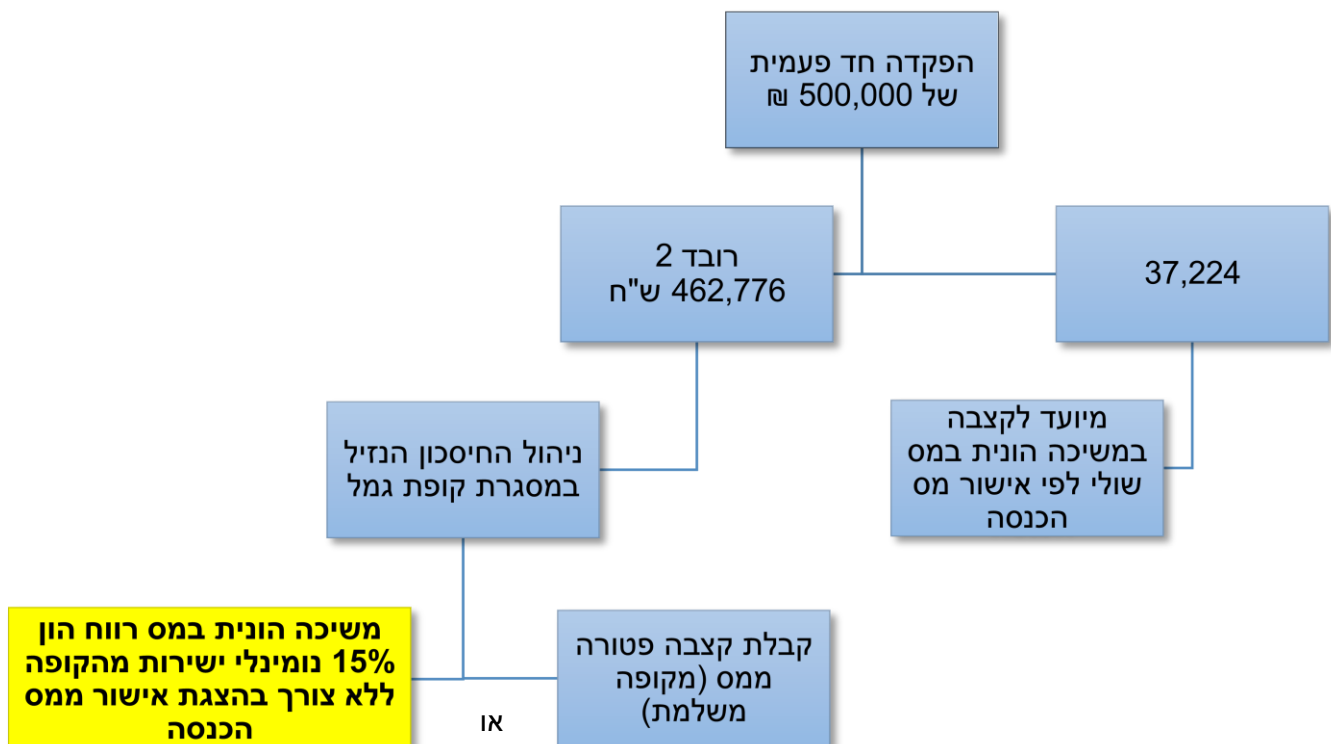 הפקדה חד פעמית
של 500,000 ₪
37,224
רובד 2
462,776 ש"ח
מיועד לקצבה
במשיכה הונית במס
שולי לפי אישור מס
הכנסה
ניהול החיסכון הנזיל
במסגרת קופת גמל
קבלת קצבה פטורה
ממס (מקופה
משלמת)
או
משיכה הונית במס רווח הון
15% נומינלי ישירות מהקופה
ללא צורך בהצגת אישור ממס
הכנסה